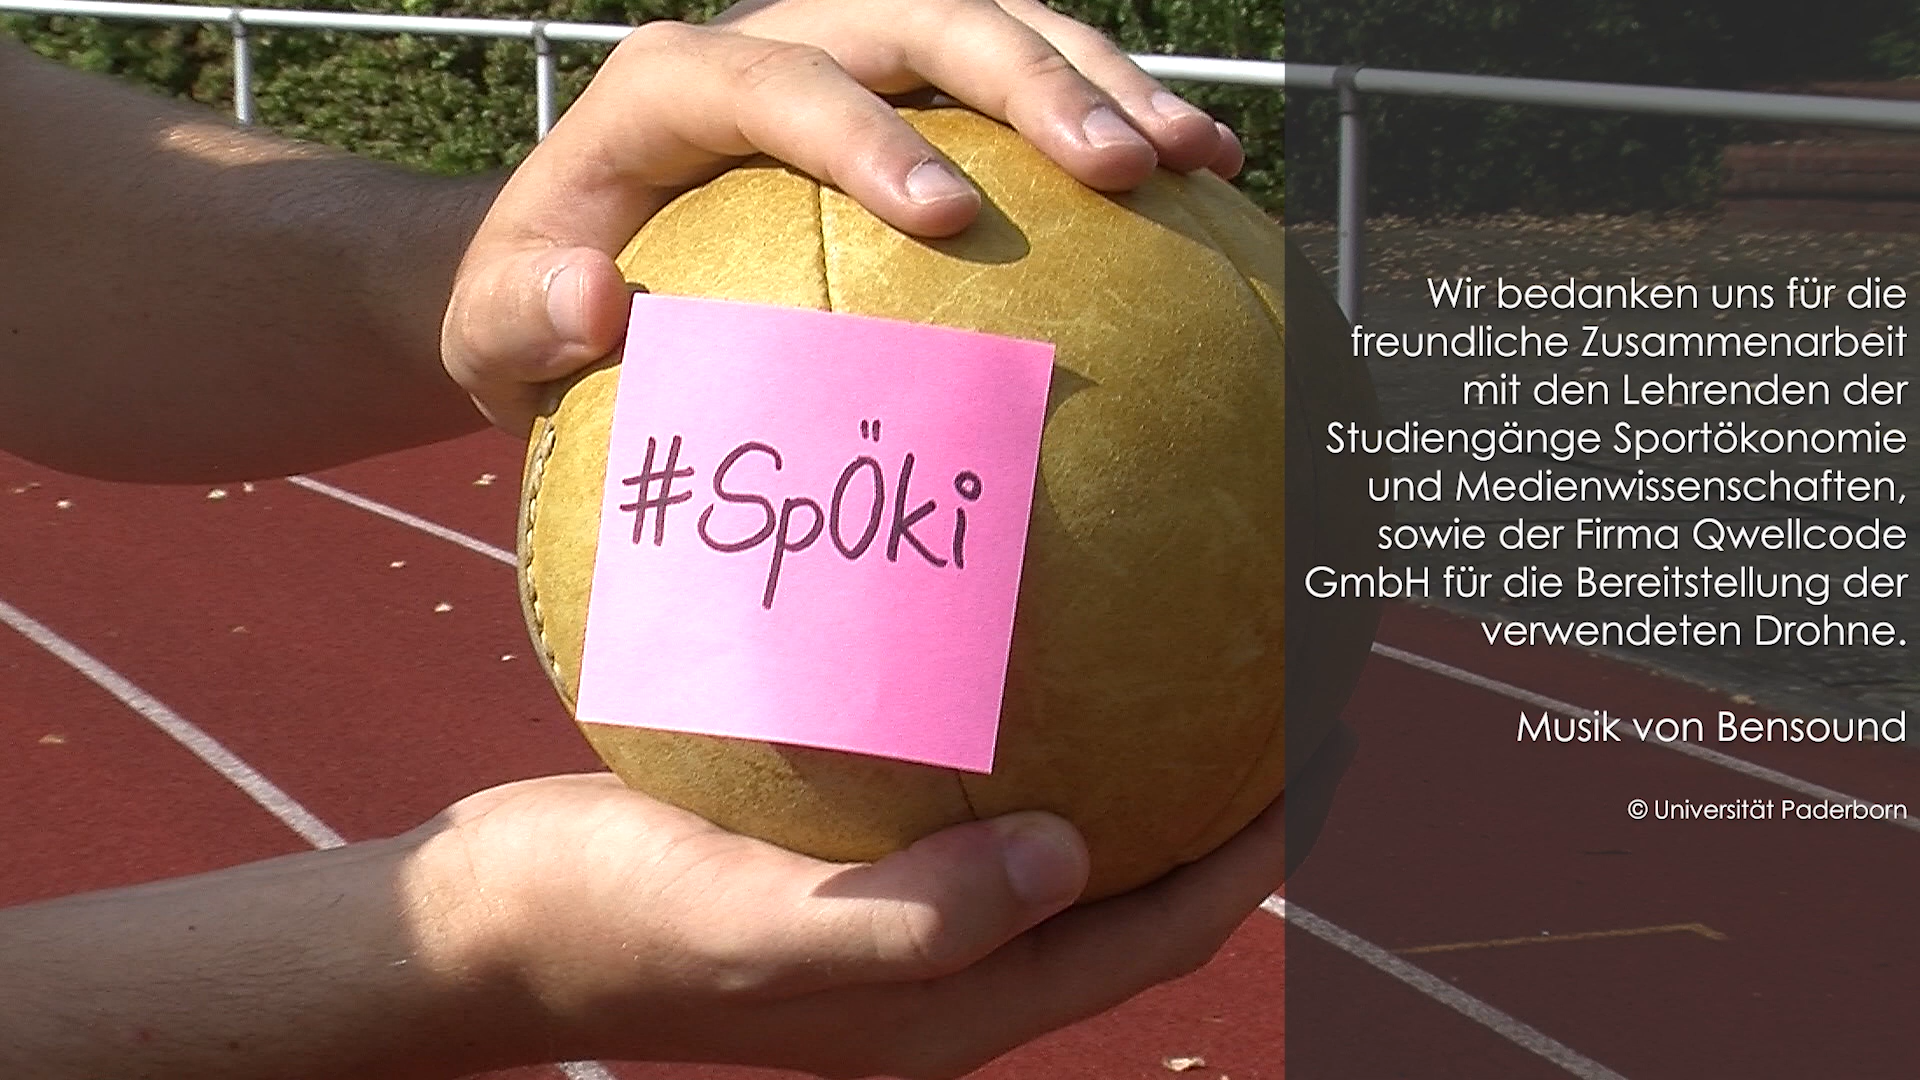 #SpÖki
Wir bedanken uns für die
freundliche Zusammenarbeit
mit den Lehrenden der
Studiengänge Sportökonomie
und Medienwissenschaften,
sowie der Firma Qwellcode
GmbH für die Bereitstellung der
verwendeten Drohne.
Musik von Bensound
© Universität Paderborn